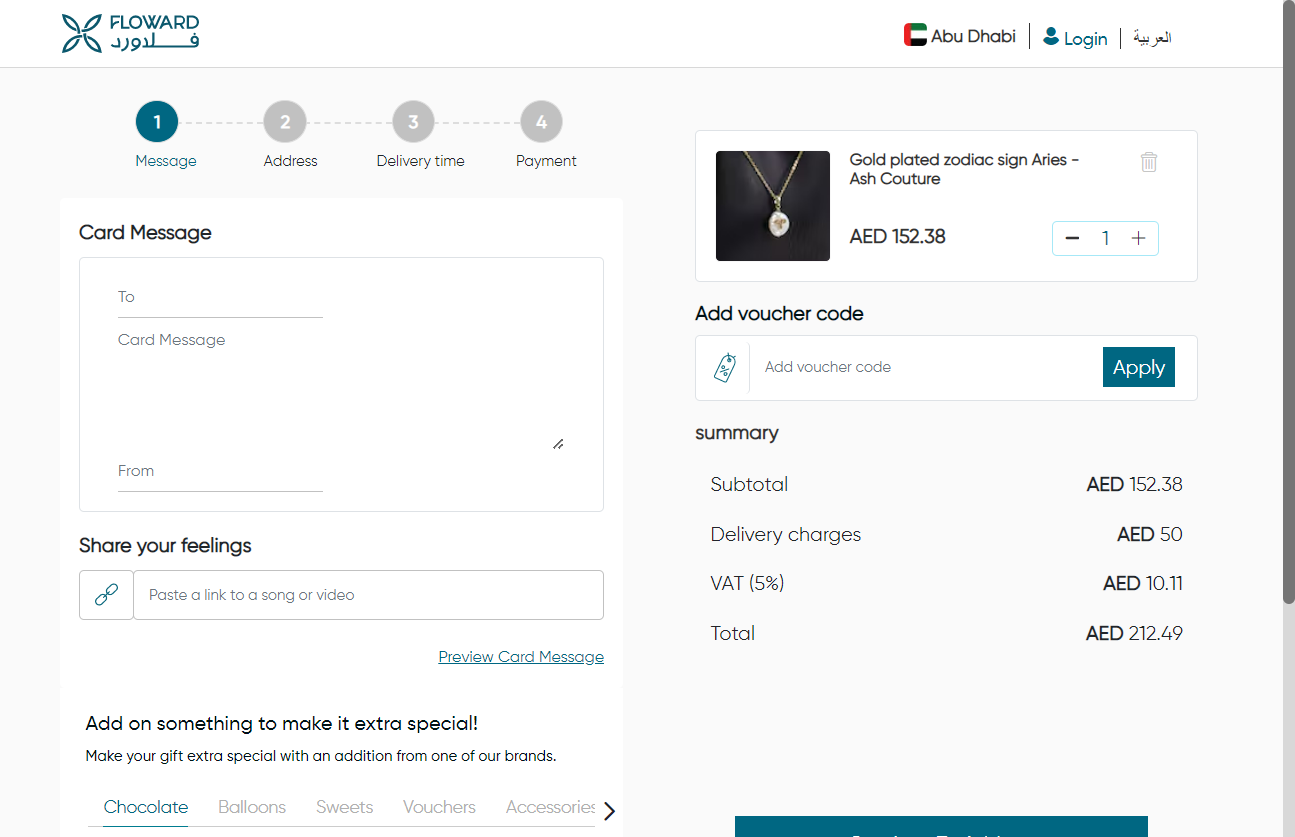 FLOWARD
فلاورد
Abu Dhabi
Login
العربية
1
2
3
4
Message
Address
Delivery time
Payment
Card Message
To
Card Message
From
Share your feelings
Paste a link to a song or video
Preview Card Message
Add on something to make it extra special!
Make your gift extra special with an addition from one of our brands.
Chocolate
Balloons
Sweets
Vouchers
Accessories
Gold plated zodiac sign Aries -
Ash Couture
AED 152.38
1
Add voucher code
Add voucher code
Apply
summary
Subtotal AED 152.38
Delivery charges AED 50
VAT (5%) AED 10.11
Total AED 212.49